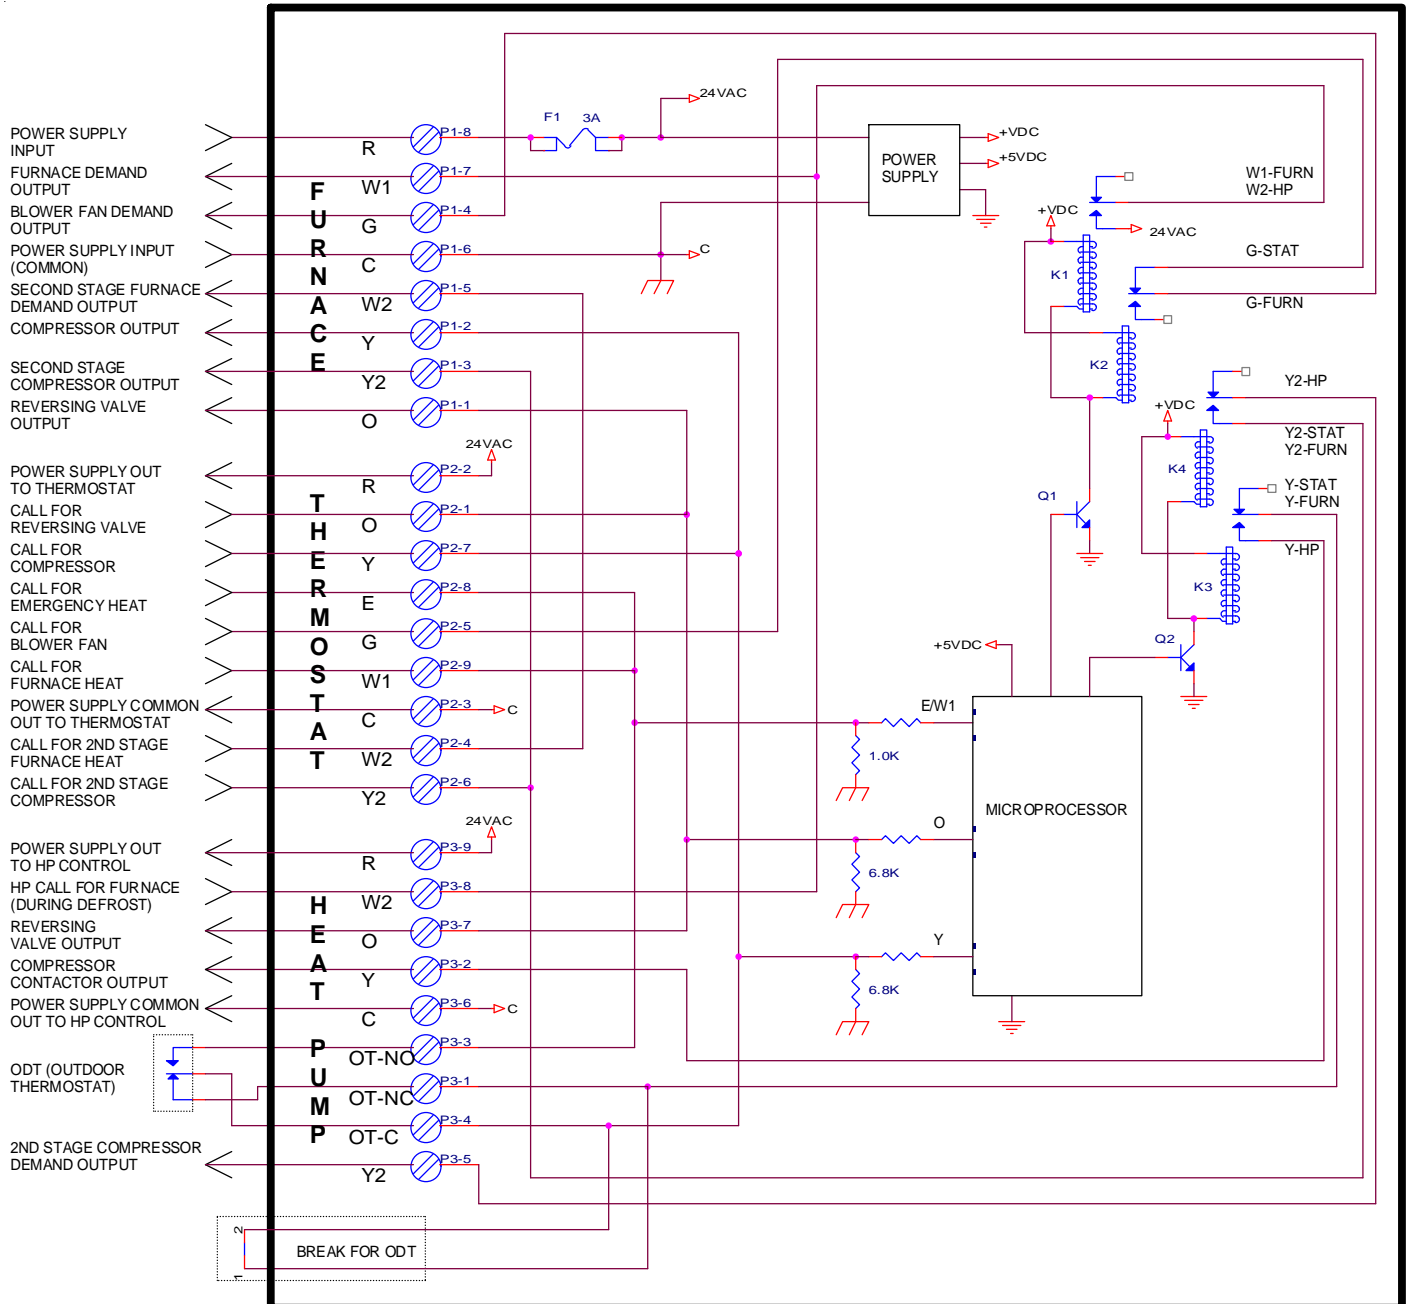 POWER SUPPLY
INPUT
R
P1-8
F1
3A
24VAC
FURNACE DEMAND
OUTPUT
W1
P1-7
BLOWER FAN DEMAND
OUTPUT
G
P1-4
POWER SUPPLY INPUT
(COMMON)
C
P1-6
C
SECOND STAGE FURNACE
DEMAND OUTPUT
W2
P1-5
COMPRESSOR OUTPUT
Y
P1-2
SECOND STAGE
COMPRESSOR OUTPUT
Y2
P1-3
REVERSING VALVE
OUTPUT
O
P1-1
FURNACE
POWER
SUPPLY
+VDC
+5VDC
W1-FURN
W2-HP
+VDC
24VAC
K1
G-STAT
G-FURN
K2
Y2-HP
+VDC
Y2-STAT
Y2-FURN
K4
Y-STAT
Y-FURN
Y-HP
K3
Q1
Q2
POWER SUPPLY OUT
TO THERMOSTAT
R
P2-2
24VAC
CALL FOR
REVERSING VALVE
O
P2-1
CALL FOR
COMPRESSOR
Y
P2-7
CALL FOR
EMERGENCY HEAT
E
P2-8
CALL FOR
BLOWER FAN
G
P2-5
CALL FOR
FURNACE HEAT
W1
P2-9
POWER SUPPLY COMMON
OUT TO THERMOSTAT
C
P2-3
C
CALL FOR 2ND STAGE
FURNACE HEAT
W2
P2-4
CALL FOR 2ND STAGE
COMPRESSOR
Y2
P2-6
THERMOSTAT
+5VDC
E/W1
1.0K
MICROPROCESSOR
O
6.8K
Y
6.8K
POWER SUPPLY OUT
TO HP CONTROL
R
P3-9
24VAC
HP CALL FOR FURNACE
(DURING DEFROST)
W2
P3-8
REVERSING
VALVE OUTPUT
O
P3-7
COMPRESSOR
CONTACTOR OUTPUT
Y
P3-2
POWER SUPPLY COMMON
OUT TO HP CONTROL
C
P3-6
C
ODT (OUTDOOR
THERMOSTAT)
OT-NO
P3-3
OT-NC
P3-1
OT-C
P3-4
2ND STAGE COMPRESSOR
DEMAND OUTPUT
Y2
P3-5
HEAT PUMP
2
BREAK FOR ODT
1